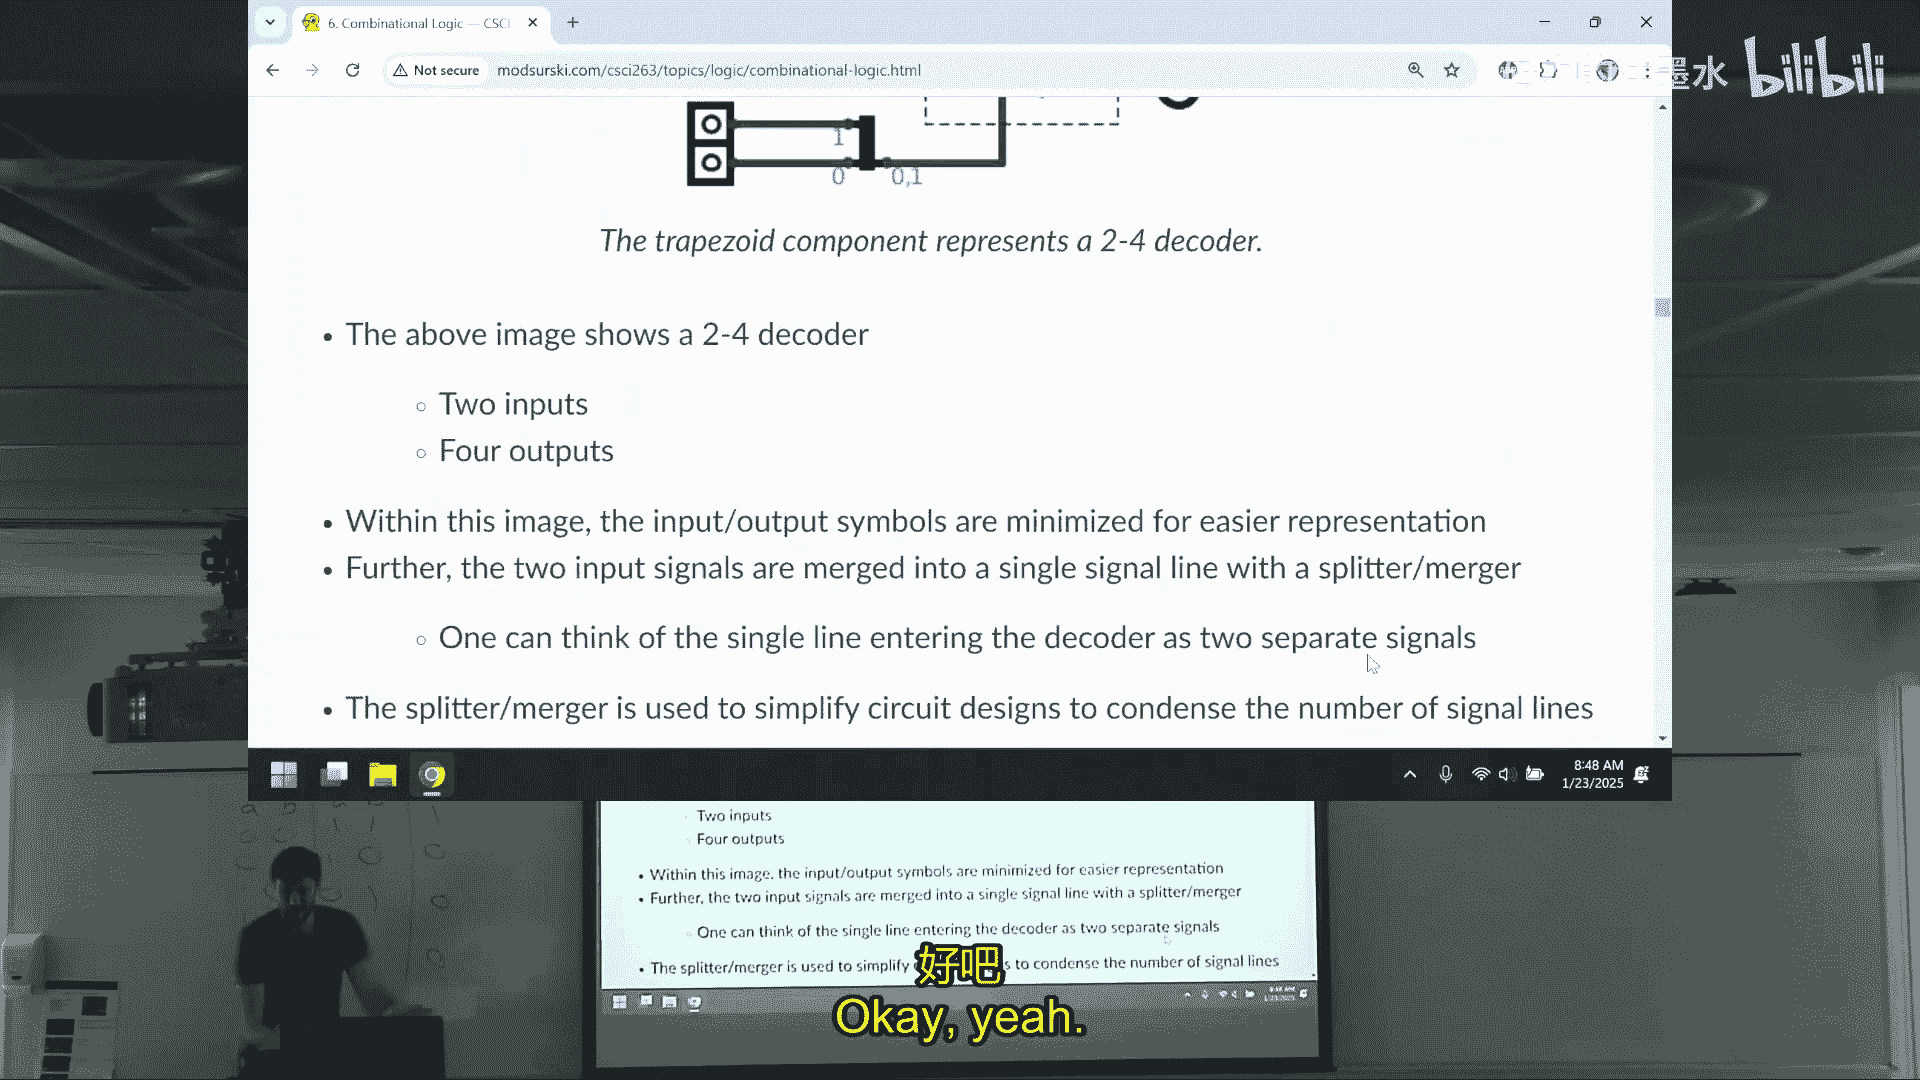 6. Combinational Logic — CSCI
Not secure
modsurski.com/csci263/topics/logic/combinational-logic.html
墨水
bilibili
1
0
0,1
The trapezoid component represents a 2-4 decoder.
• The above image shows a 2-4 decoder
○ Two inputs
○ Four outputs
• Within this image, the input/output symbols are minimized for easier representation
• Further, the two input signals are merged into a single signal line with a splitter/merger
○ One can think of the single line entering the decoder as two separate signals
• The splitter/merger is used to simplify circuit designs to condense the number of signal lines
8:48 AM
1/23/2025
Two inputs
Four outputs
• Within this image, the input/output symbols are minimized for easier representation
• Further, the two input signals are merged into a single signal line with a splitter/merger
One can think of the single line entering the decoder as two separate signals
• The splitter/merger is used to simplify s to condense the number of signal lines
好吧
Okay, yeah.